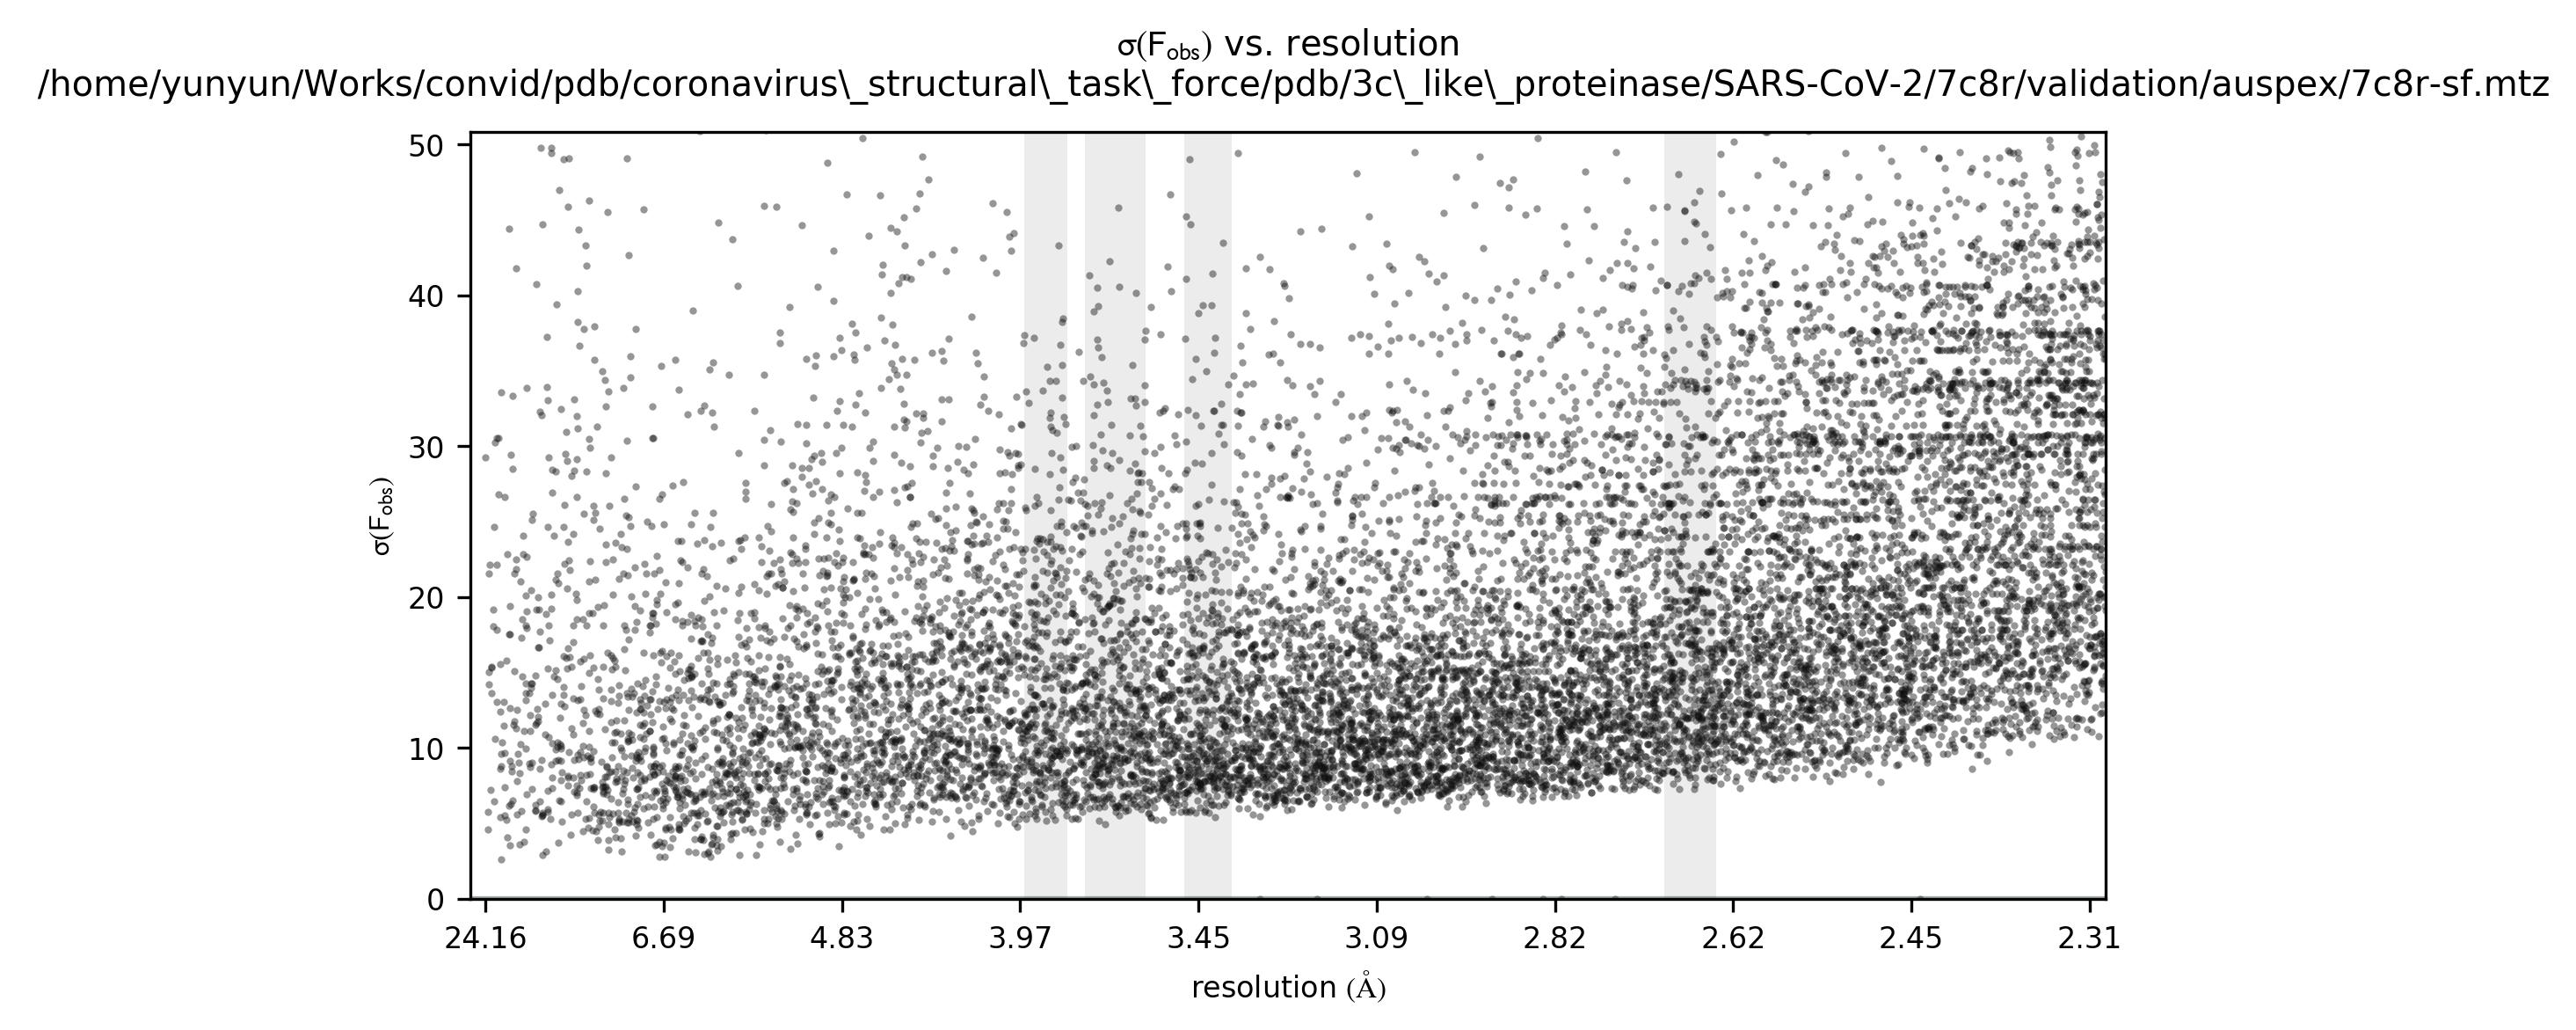 σ(Fobs) vs. resolution
/home/yunyun/Works/convid/pdb/coronavirus\_structural\_task\_force/pdb/3c\_like\_proteinase/SARS-CoV-2/7c8r/validation/auspex/7c8r-sf.mtz
50
40
30
20
10
0
σ(Fobs)
24.16 6.69 4.83 3.97 3.45 3.09 2.82 2.62 2.45 2.31
resolution (Å)